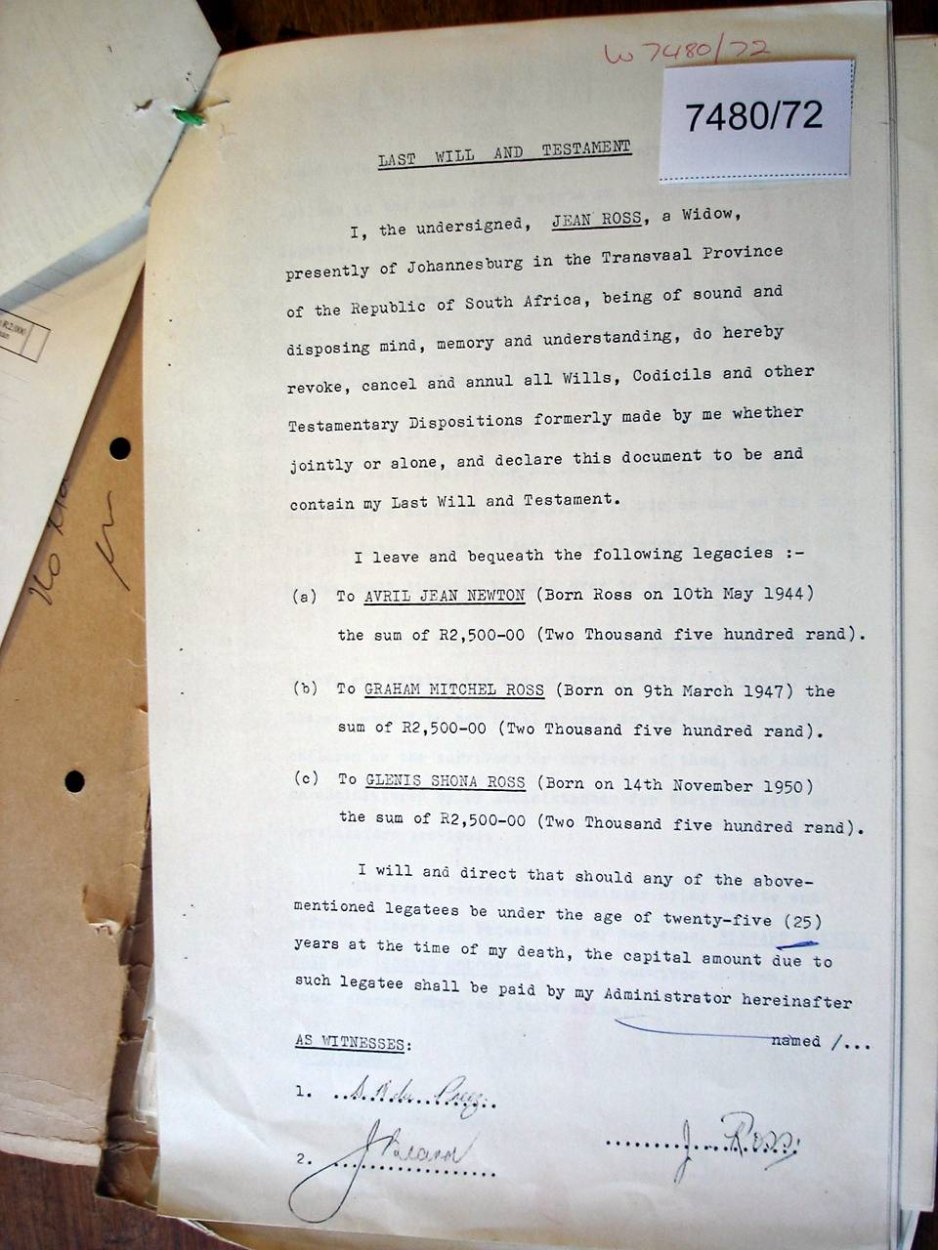 W 7480/72
7480/72
LAST WILL AND TESTAMENT
I, the undersigned, JEAN ROSS, a Widow,
presently of Johannesburg in the Transvaal Province
of the Republic of South Africa, being of sound and
disposing mind, memory and understanding, do hereby
revoke, cancel and annul all Wills, Codicils and other
Testamentary Dispositions formerly made by me whether
jointly or alone, and declare this document to be and
contain my Last Will and Testament.
I leave and bequeath the following legacies :-
(a) To AVRIL JEAN NEWTON (Born Ross on 10th May 1944)
the sum of R2,500-00 (Two Thousand five hundred rand).
(b) To GRAHAM MITCHEL ROSS (Born on 9th March 1947) the
sum of R2,500-00 (Two Thousand five hundred rand).
(c) To GLENIS SHONA ROSS (Born on 14th November 1950)
the sum of R2,500-00 (Two Thousand five hundred rand).
I will and direct that should any of the above-
mentioned legatees be under the age of twenty-five (25)
years at the time of my death, the capital amount due to
such legatee shall be paid by my Administrator hereinafter
named /...
AS WITNESSES:
1.
2.
J. Ross.